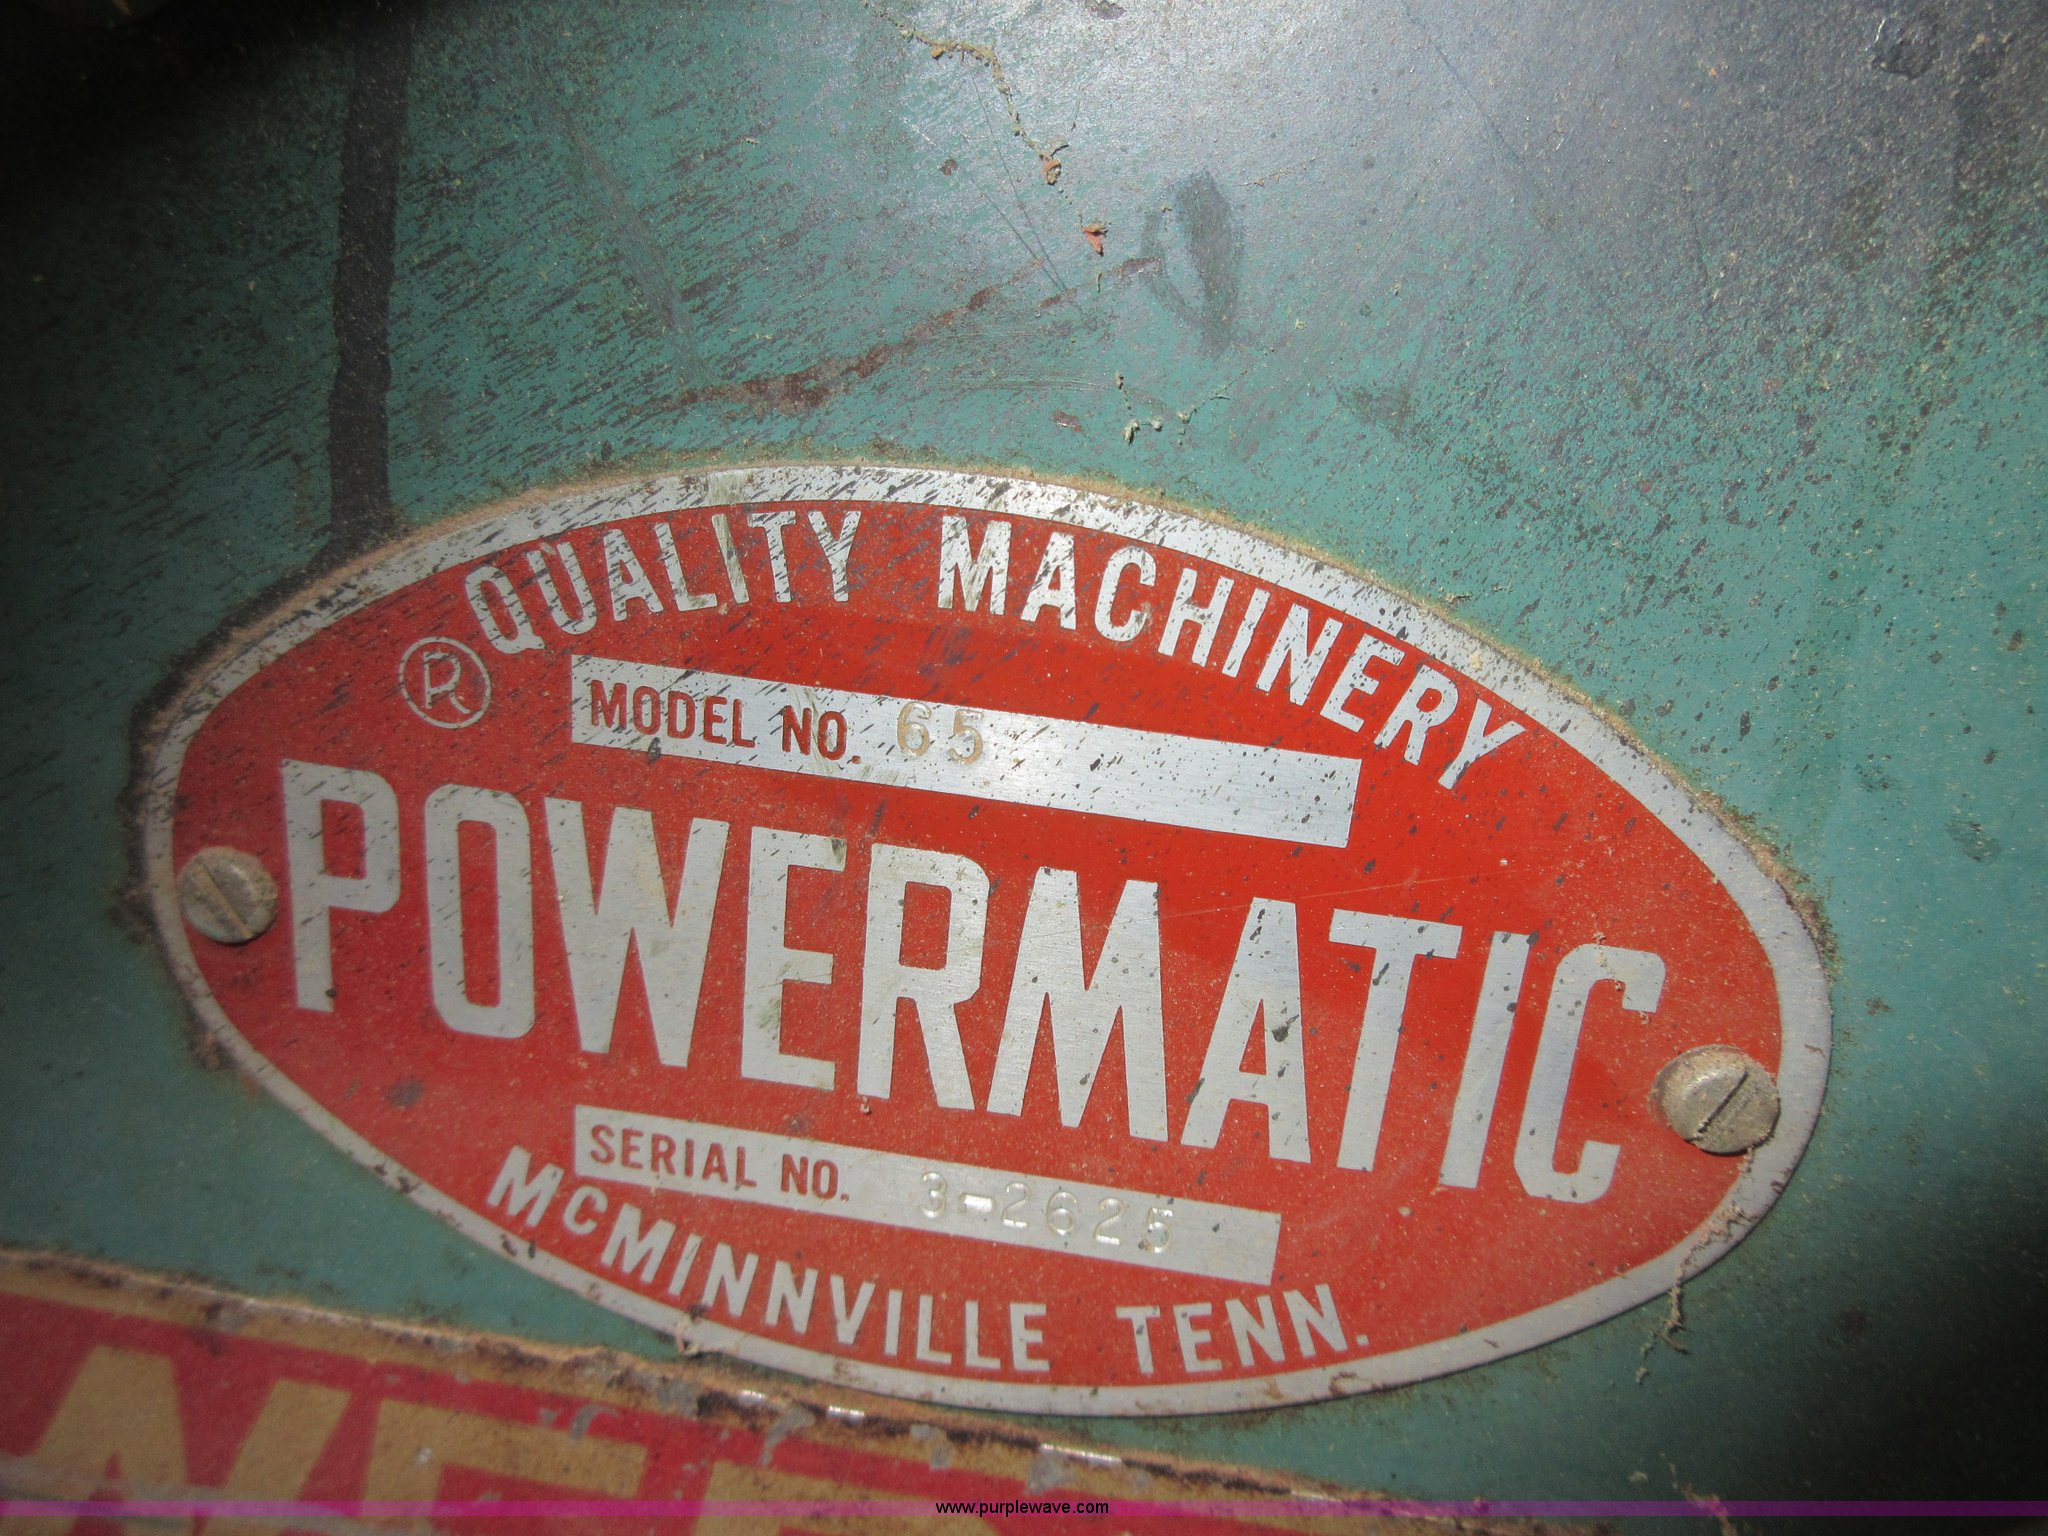 QUALITY MACHINERY
®
MODEL NO. 65
POWERMATIC
SERIAL NO. 3-2625
McMINNVILLE TENN.
www.purplewave.com